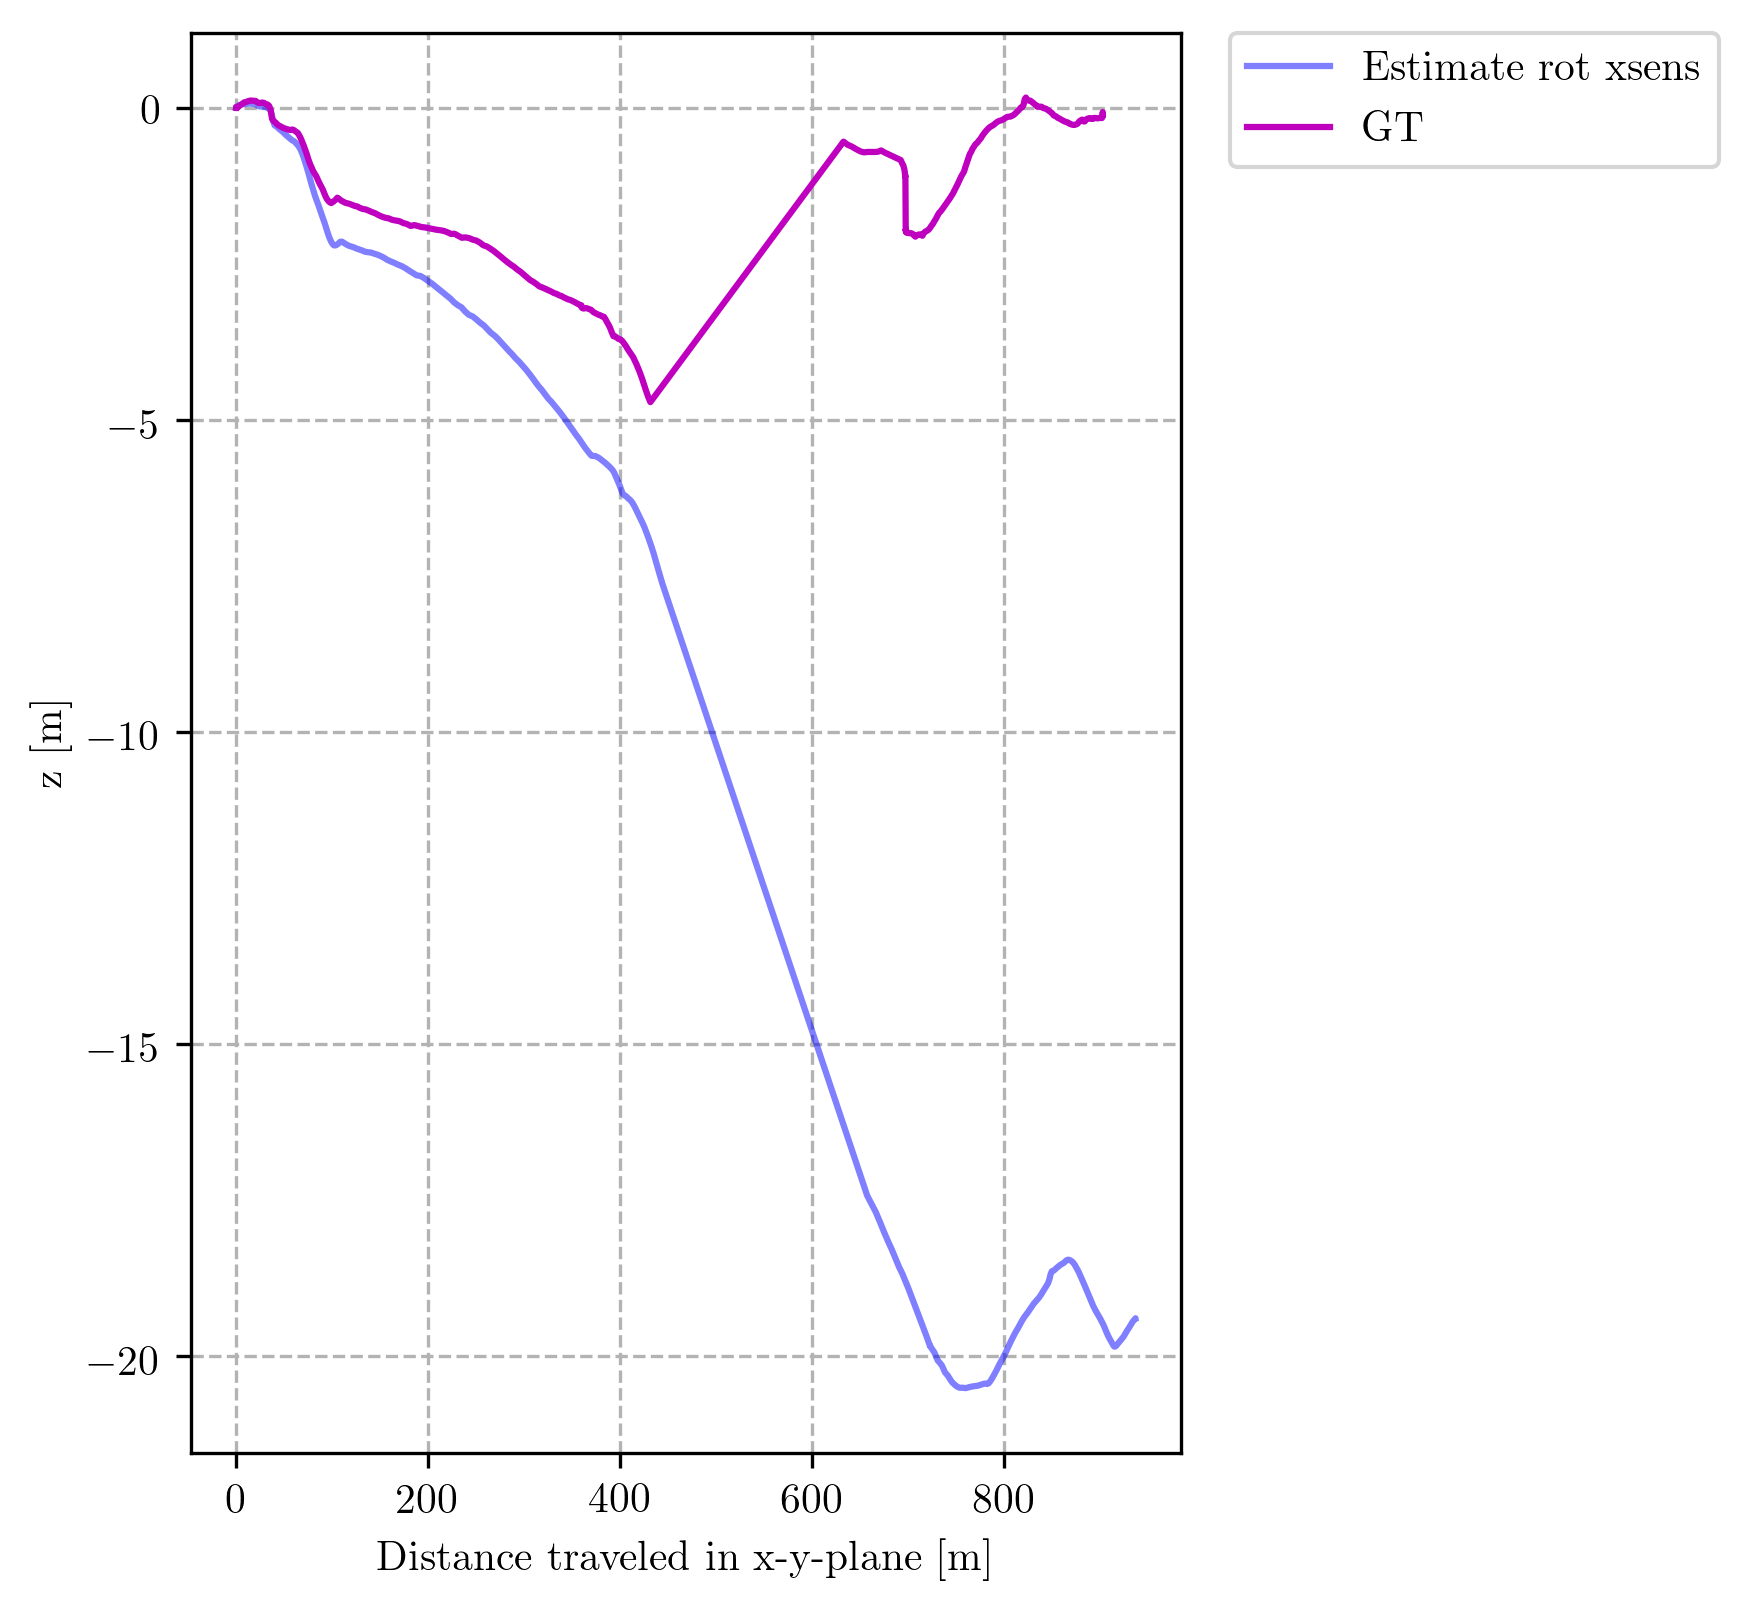 Estimate rot xsens
GT
0
−5
−10
−15
−20
z [m]
0 200 400 600 800
Distance traveled in x-y-plane [m]